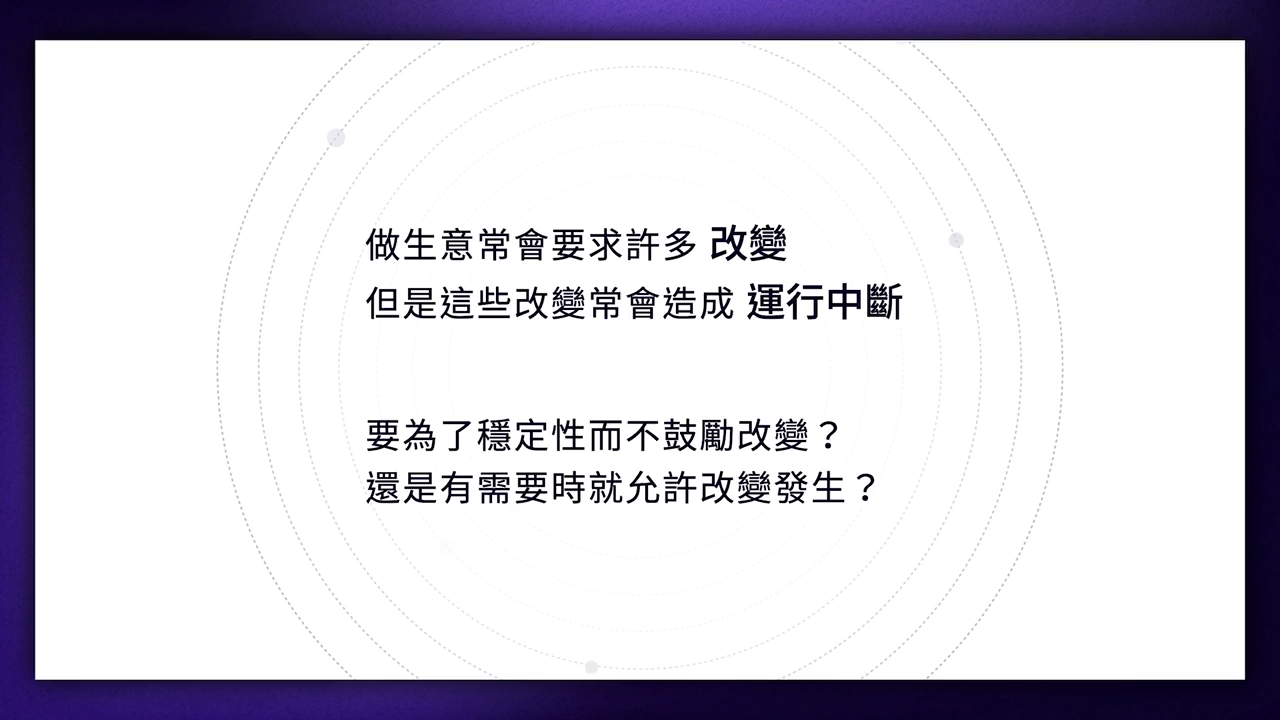 做生意常會要求許多 改變
但是這些改變常會造成 運行中斷
要為了穩定性而不鼓勵改變？
還是有需要時就允許改變發生？